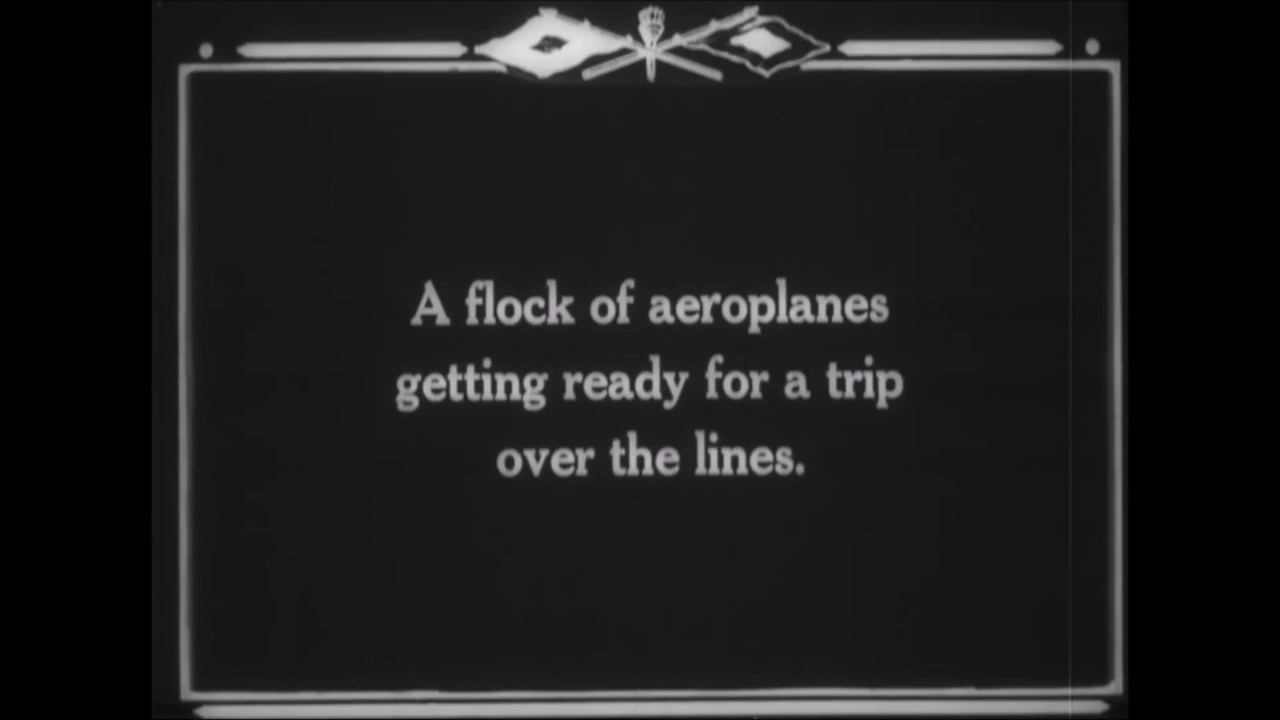 A flock of aeroplanes
getting ready for a trip
over the lines.